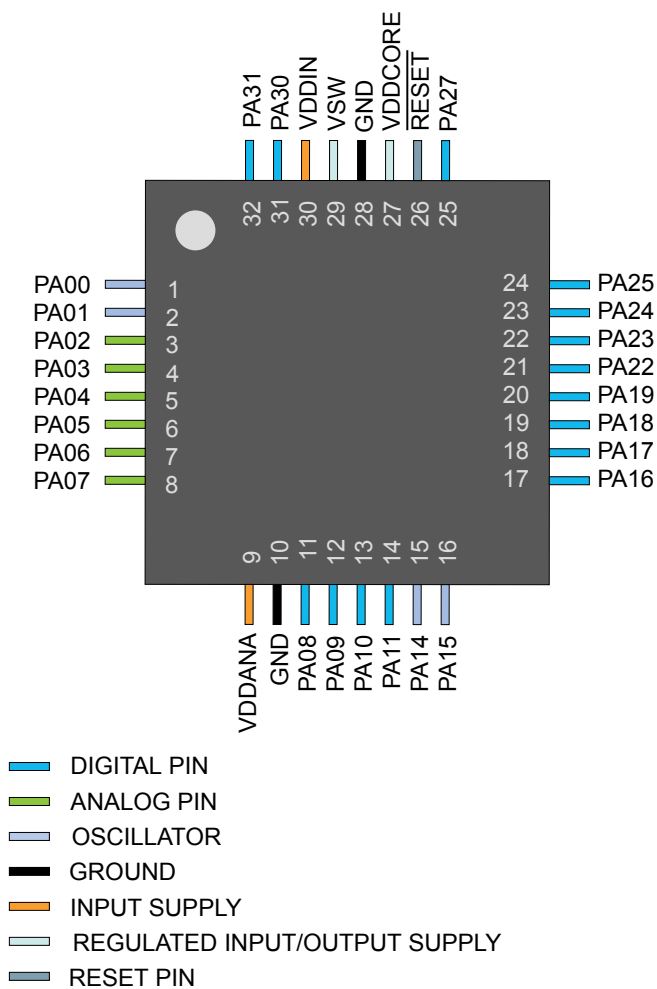 PA31
PA30
VDDIN
VSW
GND
VDDCORE
RESET
PA27
32
31
30
29
28
27
26
25
PA00
1
PA01
2
PA02
3
PA03
4
PA04
5
PA05
6
PA06
7
PA07
8
24
PA25
23
PA24
22
PA23
21
PA22
20
PA19
19
PA18
18
PA17
17
PA16
9
10
11
12
13
14
15
16
VDDANA
GND
PA08
PA09
PA10
PA11
PA14
PA15
DIGITAL PIN
ANALOG PIN
OSCILLATOR
GROUND
INPUT SUPPLY
REGULATED INPUT/OUTPUT SUPPLY
RESET PIN